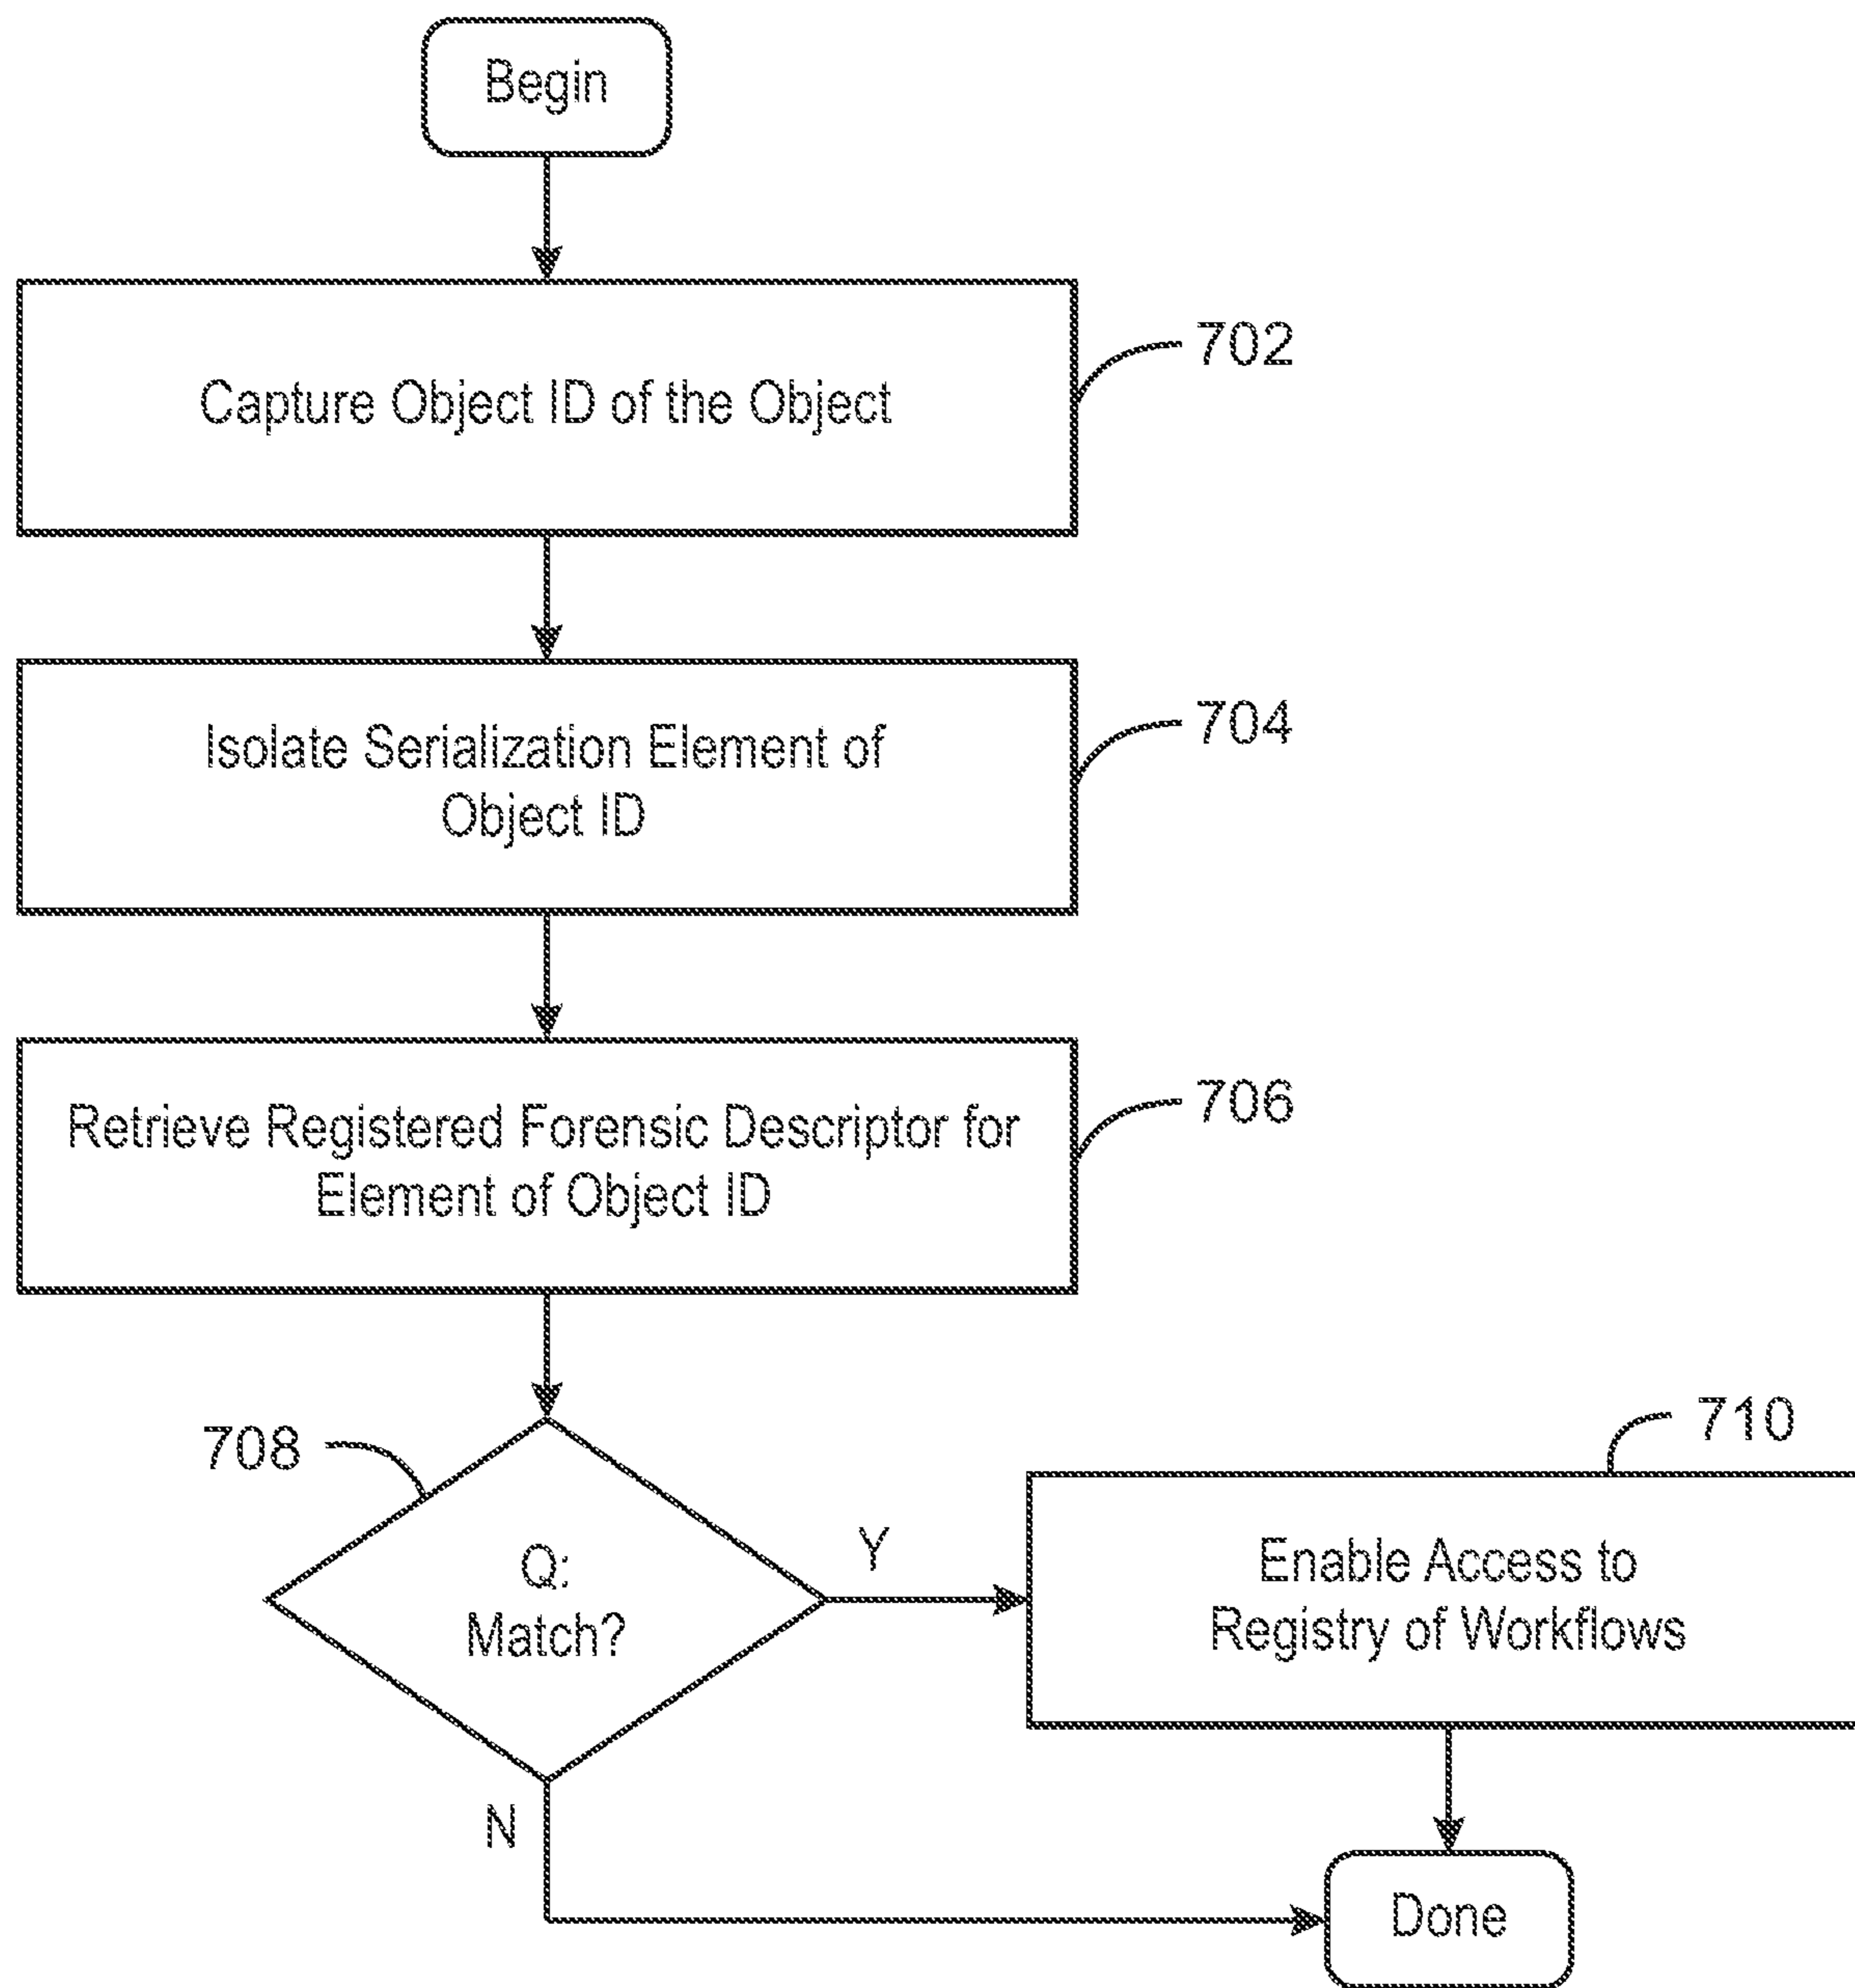 Begin
Capture Object ID of the Object
702
Isolate Serialization Element of
Object ID
704
Retrieve Registered Forensic Descriptor for
Element of Object ID
706
708
Q:
Match?
Y
N
710
Enable Access to
Registry of Workflows
Done